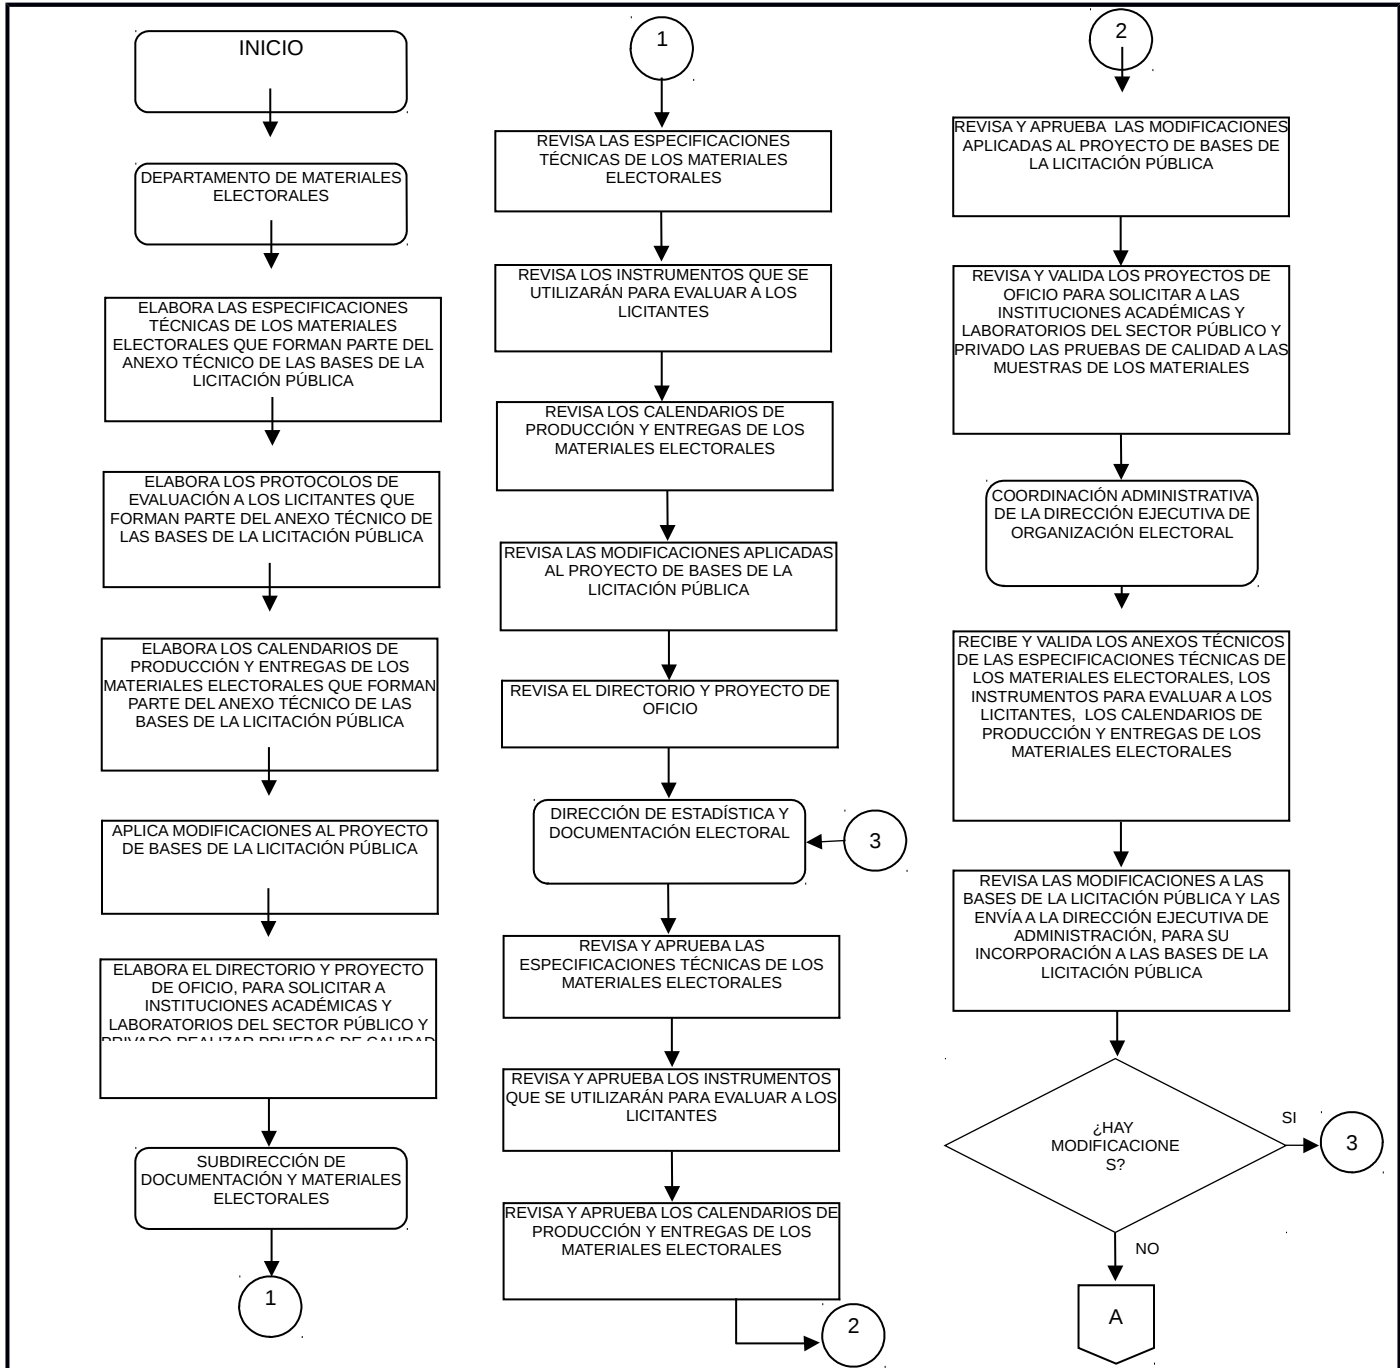 INICIO
DEPARTAMENTO DE MATERIALES
ELECTORALES
ELABORA LAS ESPECIFICACIONES
TÉCNICAS DE LOS MATERIALES
ELECTORALES QUE FORMAN PARTE DEL
ANEXO TÉCNICO DE LAS BASES DE LA
LICITACIÓN PÚBLICA
ELABORA LOS PROTOCOLOS DE
EVALUACIÓN A LOS LICITANTES QUE
FORMAN PARTE DEL ANEXO TÉCNICO DE
LAS BASES DE LA LICITACIÓN PÚBLICA
ELABORA LOS CALENDARIOS DE
PRODUCCIÓN Y ENTREGAS DE LOS
MATERIALES ELECTORALES QUE FORMAN
PARTE DEL ANEXO TÉCNICO DE LAS
BASES DE LA LICITACIÓN PÚBLICA
APLICA MODIFICACIONES AL PROYECTO
DE BASES DE LA LICITACIÓN PÚBLICA
ELABORA EL DIRECTORIO Y PROYECTO
DE OFICIO, PARA SOLICITAR A
INSTITUCIONES ACADÉMICAS Y
LABORATORIOS DEL SECTOR PÚBLICO Y
PRIVADO REALIZAR PRUEBAS DE CALIDAD
SUBDIRECCIÓN DE
DOCUMENTACIÓN Y MATERIALES
ELECTORALES
1
1
REVISA LAS ESPECIFICACIONES
TÉCNICAS DE LOS MATERIALES
ELECTORALES
REVISA LOS INSTRUMENTOS QUE SE
UTILIZARÁN PARA EVALUAR A LOS
LICITANTES
REVISA LOS CALENDARIOS DE
PRODUCCIÓN Y ENTREGAS DE LOS
MATERIALES ELECTORALES
REVISA LAS MODIFICACIONES APLICADAS
AL PROYECTO DE BASES DE LA
LICITACIÓN PÚBLICA
REVISA EL DIRECTORIO Y PROYECTO DE
OFICIO
DIRECCIÓN DE ESTADÍSTICA Y
DOCUMENTACIÓN ELECTORAL
3
REVISA Y APRUEBA LAS
ESPECIFICACIONES TÉCNICAS DE LOS
MATERIALES ELECTORALES
REVISA Y APRUEBA LOS INSTRUMENTOS
QUE SE UTILIZARÁN PARA EVALUAR A LOS
LICITANTES
REVISA Y APRUEBA LOS CALENDARIOS DE
PRODUCCIÓN Y ENTREGAS DE LOS
MATERIALES ELECTORALES
2
2
REVISA Y APRUEBA LAS MODIFICACIONES
APLICADAS AL PROYECTO DE BASES DE
LA LICITACIÓN PÚBLICA
REVISA Y VALIDA LOS PROYECTOS DE
OFICIO PARA SOLICITAR A LAS
INSTITUCIONES ACADÉMICAS Y
LABORATORIOS DEL SECTOR PÚBLICO Y
PRIVADO LAS PRUEBAS DE CALIDAD A LAS
MUESTRAS DE LOS MATERIALES
COORDINACIÓN ADMINISTRATIVA
DE LA DIRECCIÓN EJECUTIVA DE
ORGANIZACIÓN ELECTORAL
RECIBE Y VALIDA LOS ANEXOS TÉCNICOS
DE LAS ESPECIFICACIONES TÉCNICAS DE
LOS MATERIALES ELECTORALES, LOS
INSTRUMENTOS PARA EVALUAR A LOS
LICITANTES, LOS CALENDARIOS DE
PRODUCCIÓN Y ENTREGAS DE LOS
MATERIALES ELECTORALES
REVISA LAS MODIFICACIONES A LAS
BASES DE LA LICITACIÓN PÚBLICA Y LAS
ENVÍA A LA DIRECCIÓN EJECUTIVA DE
ADMINISTRACIÓN, PARA SU
INCORPORACIÓN A LAS BASES DE LA
LICITACIÓN PÚBLICA
¿HAY
MODIFICACIONE
S?
SI
3
NO
A